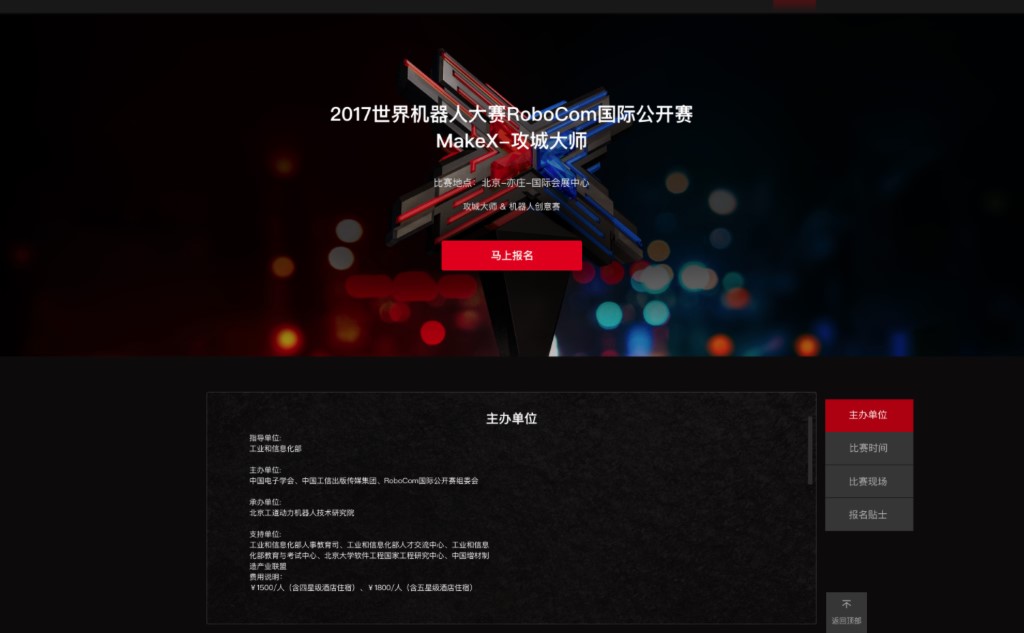 2017世界机器人大赛RoboCom国际公开赛
MakeX-攻城大师
比赛地点：北京-亦庄-国际会展中心
攻城大师 & 机器人创意赛
马上报名
主办单位
指导单位:
工业和信息化部
主办单位:
中国电子学会、中国工信出版传媒集团、RoboCom国际公开赛组委会
承办单位:
北京工道动力机器人技术研究院
支持单位:
工业和信息化部人事教育司、工业和信息化部人才交流中心、工业和信息
化部教育与考试中心、北京大学软件工程国家工程研究中心、中国增材制
造产业联盟
费用说明:
￥1500/人（含四星级酒店住宿）、￥1800/人（含五星级酒店住宿）
主办单位
比赛时间
比赛现场
报名贴士
返回顶部